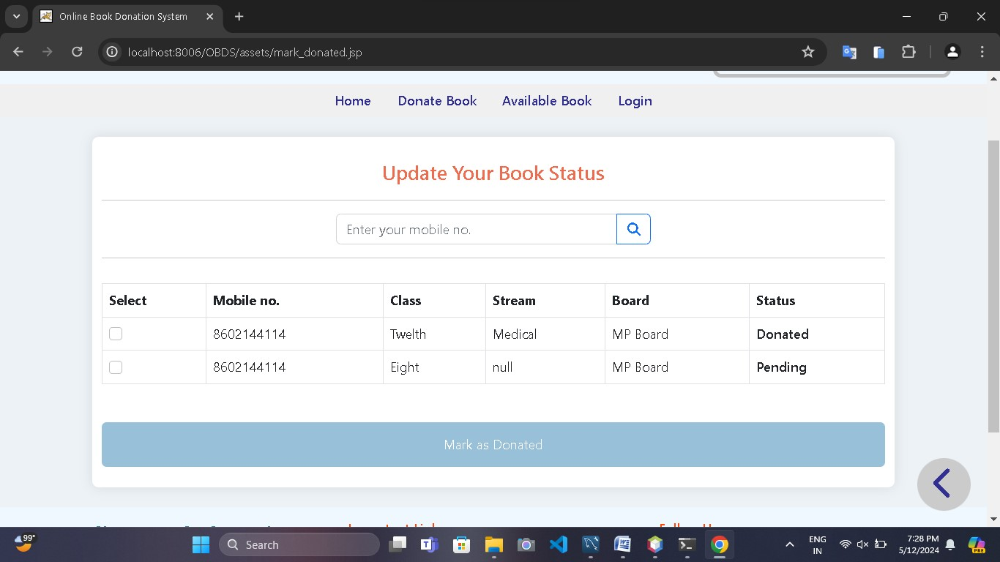 Online Book Donation System
localhost:8006/OBDS/assets/mark_donated.jsp
Home Donate Book Available Book Login
Update Your Book Status
Enter your mobile no.
Select Mobile no. Class Stream Board Status
8602144114 Twelth Medical MP Board Donated
8602144114 Eight null MP Board Pending
Mark as Donated
99°
Search
ENG
IN
7:28 PM
5/12/2024
PRE